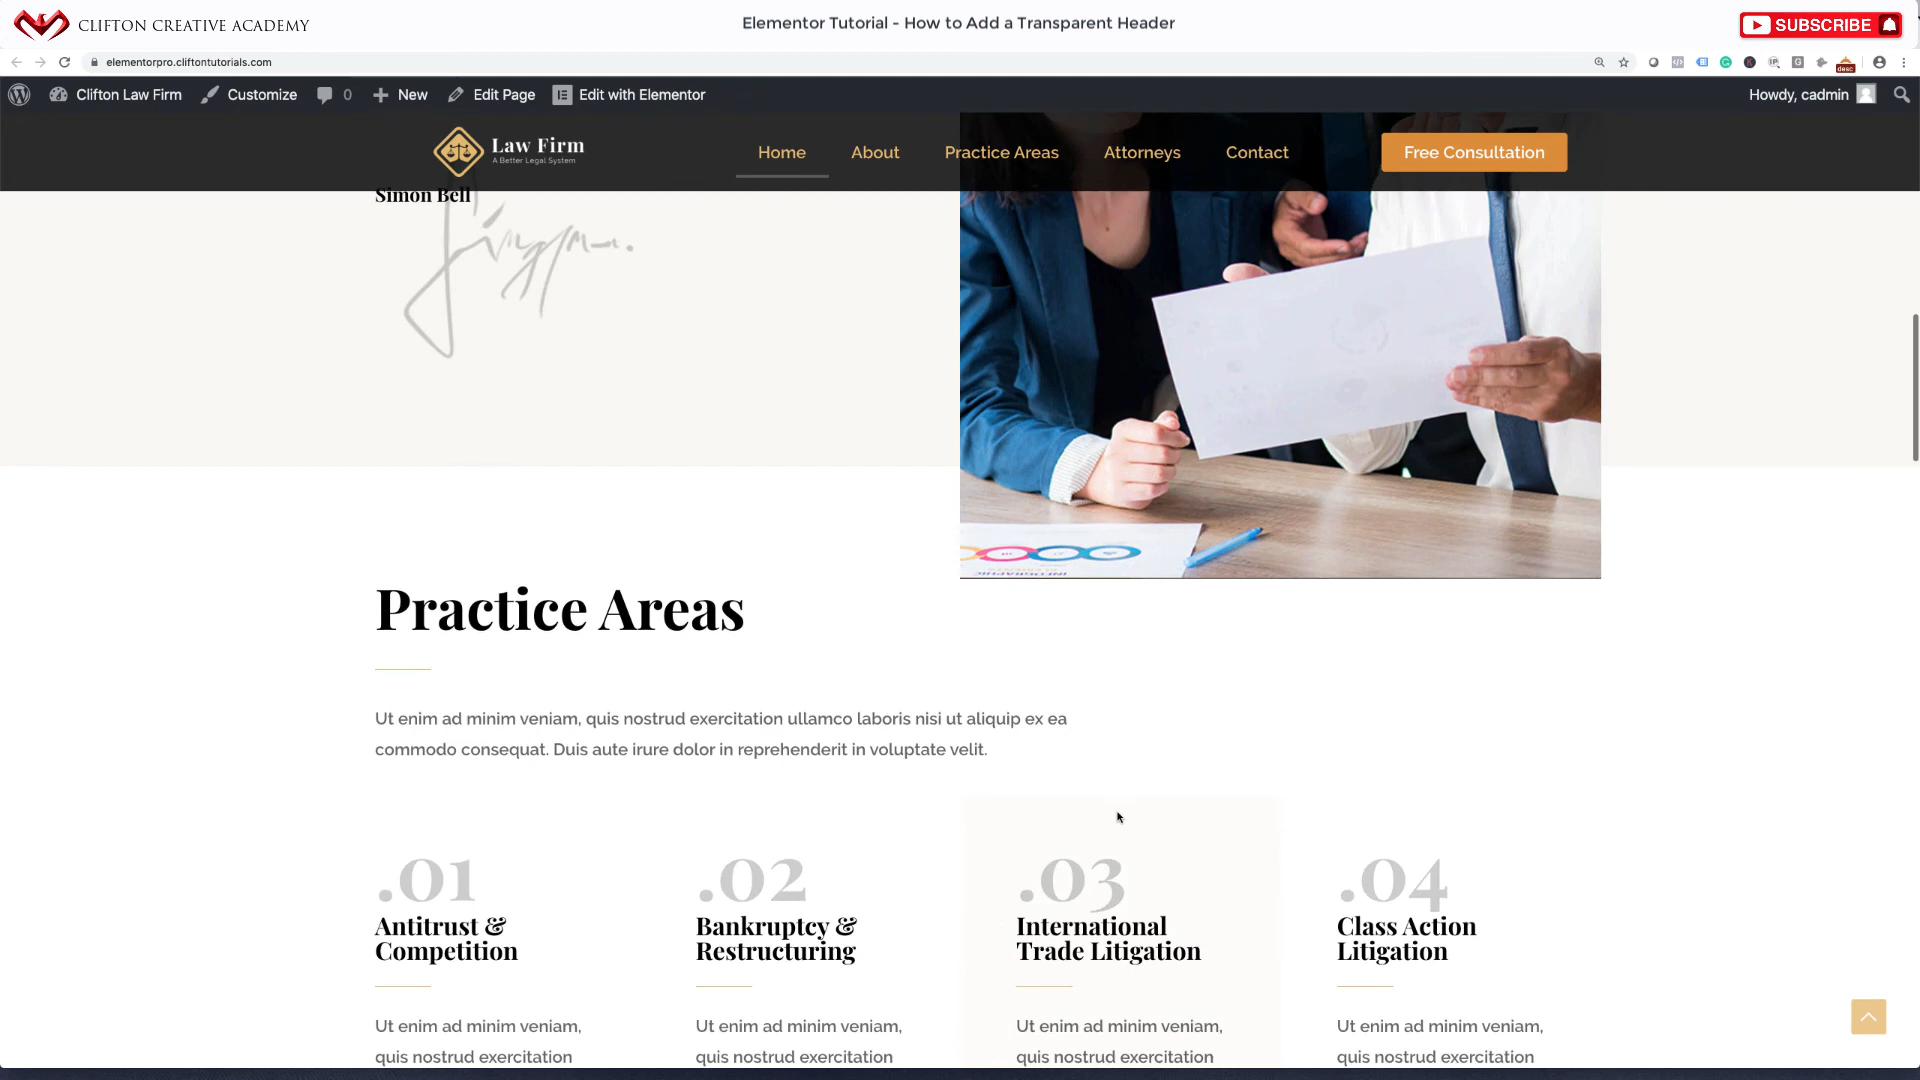 CLIFTON CREATIVE ACADEMY
Elementor Tutorial - How to Add a Transparent Header
SUBSCRIBE
elementorpro.cliftontutorials.com
desc
Clifton Law Firm
Customize
0
New
Edit Page
Edit with Elementor
Howdy, cadmin
Law Firm
A Better Legal System
Home
About
Practice Areas
Attorneys
Contact
Free Consultation
Simon Bell
Practice Areas
Ut enim ad minim veniam, quis nostrud exercitation ullamco laboris nisi ut aliquip ex ea
commodo consequat. Duis aute irure dolor in reprehenderit in voluptate velit.
.01
Antitrust &
Competition
Ut enim ad minim veniam,
quis nostrud exercitation
.02
Bankruptcy &
Restructuring
Ut enim ad minim veniam,
quis nostrud exercitation
.03
International
Trade Litigation
Ut enim ad minim veniam,
quis nostrud exercitation
.04
Class Action
Litigation
Ut enim ad minim veniam,
quis nostrud exercitation